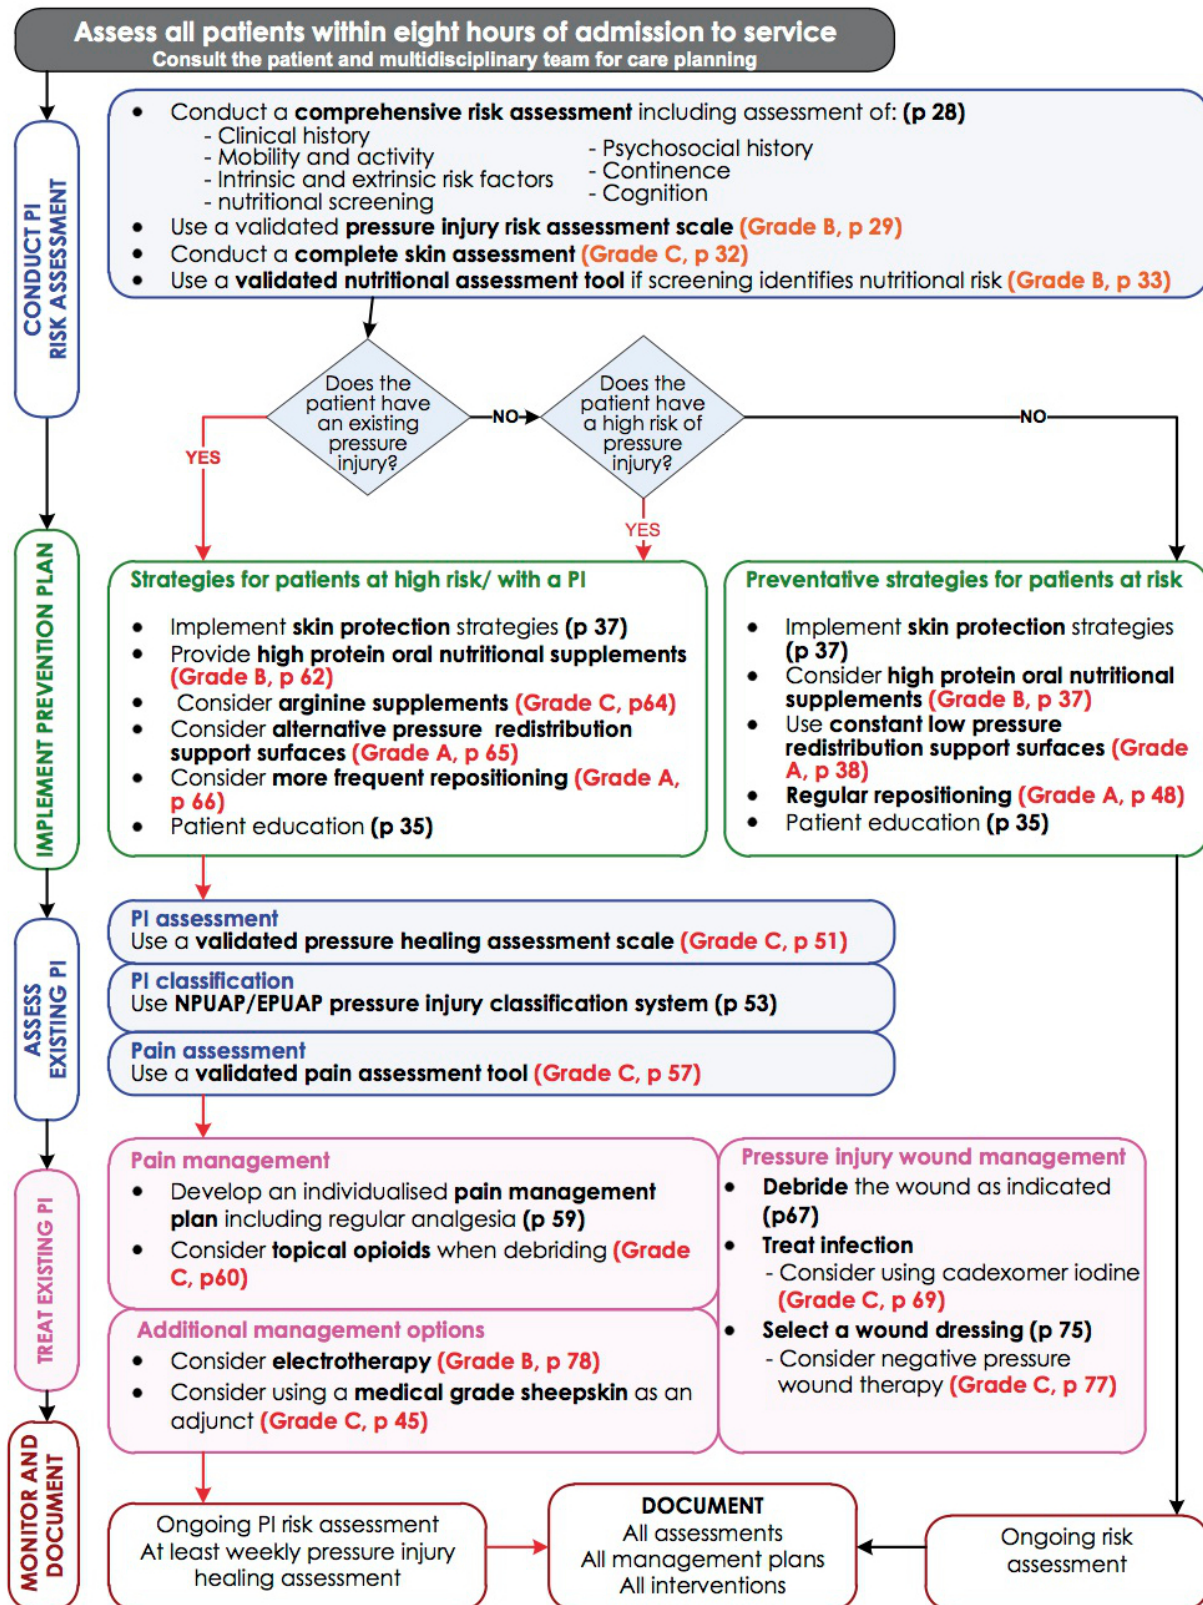 Assess all patients within eight hours of admission to service
Consult the patient and multidisciplinary team for care planning
CONDUCT PI
RISK ASSESSMENT
• Conduct a comprehensive risk assessment including assessment of: (p 28)
- Clinical history
- Mobility and activity
- Intrinsic and extrinsic risk factors
- nutritional screening
- Psychosocial history
- Continence
- Cognition
• Use a validated pressure injury risk assessment scale (Grade B, p 29)
• Conduct a complete skin assessment (Grade C, p 32)
• Use a validated nutritional assessment tool if screening identifies nutritional risk (Grade B, p 33)
Does the
patient have
an existing
pressure
injury?
NO
Does the
patient have
a high risk of
pressure
injury?
NO
YES
YES
IMPLEMENT PREVENTION PLAN
Strategies for patients at high risk/ with a PI
• Implement skin protection strategies (p 37)
• Provide high protein oral nutritional supplements
(Grade B, p 62)
• Consider arginine supplements (Grade C, p64)
• Consider alternative pressure redistribution
support surfaces (Grade A, p 65)
• Consider more frequent repositioning (Grade A,
p 66)
• Patient education (p 35)
Preventative strategies for patients at risk
• Implement skin protection strategies
(p 37)
• Consider high protein oral nutritional
supplements (Grade B, p 37)
• Use constant low pressure
redistribution support surfaces (Grade
A, p 38)
• Regular repositioning (Grade A, p 48)
• Patient education (p 35)
ASSESS
EXISTING PI
PI assessment
Use a validated pressure healing assessment scale (Grade C, p 51)
PI classification
Use NPUAP/EPUAP pressure injury classification system (p 53)
Pain assessment
Use a validated pain assessment tool (Grade C, p 57)
TREAT EXISTING PI
Pain management
• Develop an individualised pain management
plan including regular analgesia (p 59)
• Consider topical opioids when debriding (Grade
C, p60)
Additional management options
• Consider electrotherapy (Grade B, p 78)
• Consider using a medical grade sheepskin as an
adjunct (Grade C, p 45)
Pressure injury wound management
• Debride the wound as indicated
(p67)
• Treat infection
- Consider using cadexomer iodine
(Grade C, p 69)
• Select a wound dressing (p 75)
- Consider negative pressure
wound therapy (Grade C, p 77)
MONITOR AND
DOCUMENT
Ongoing PI risk assessment
At least weekly pressure injury
healing assessment
DOCUMENT
All assessments
All management plans
All interventions
Ongoing risk
assessment